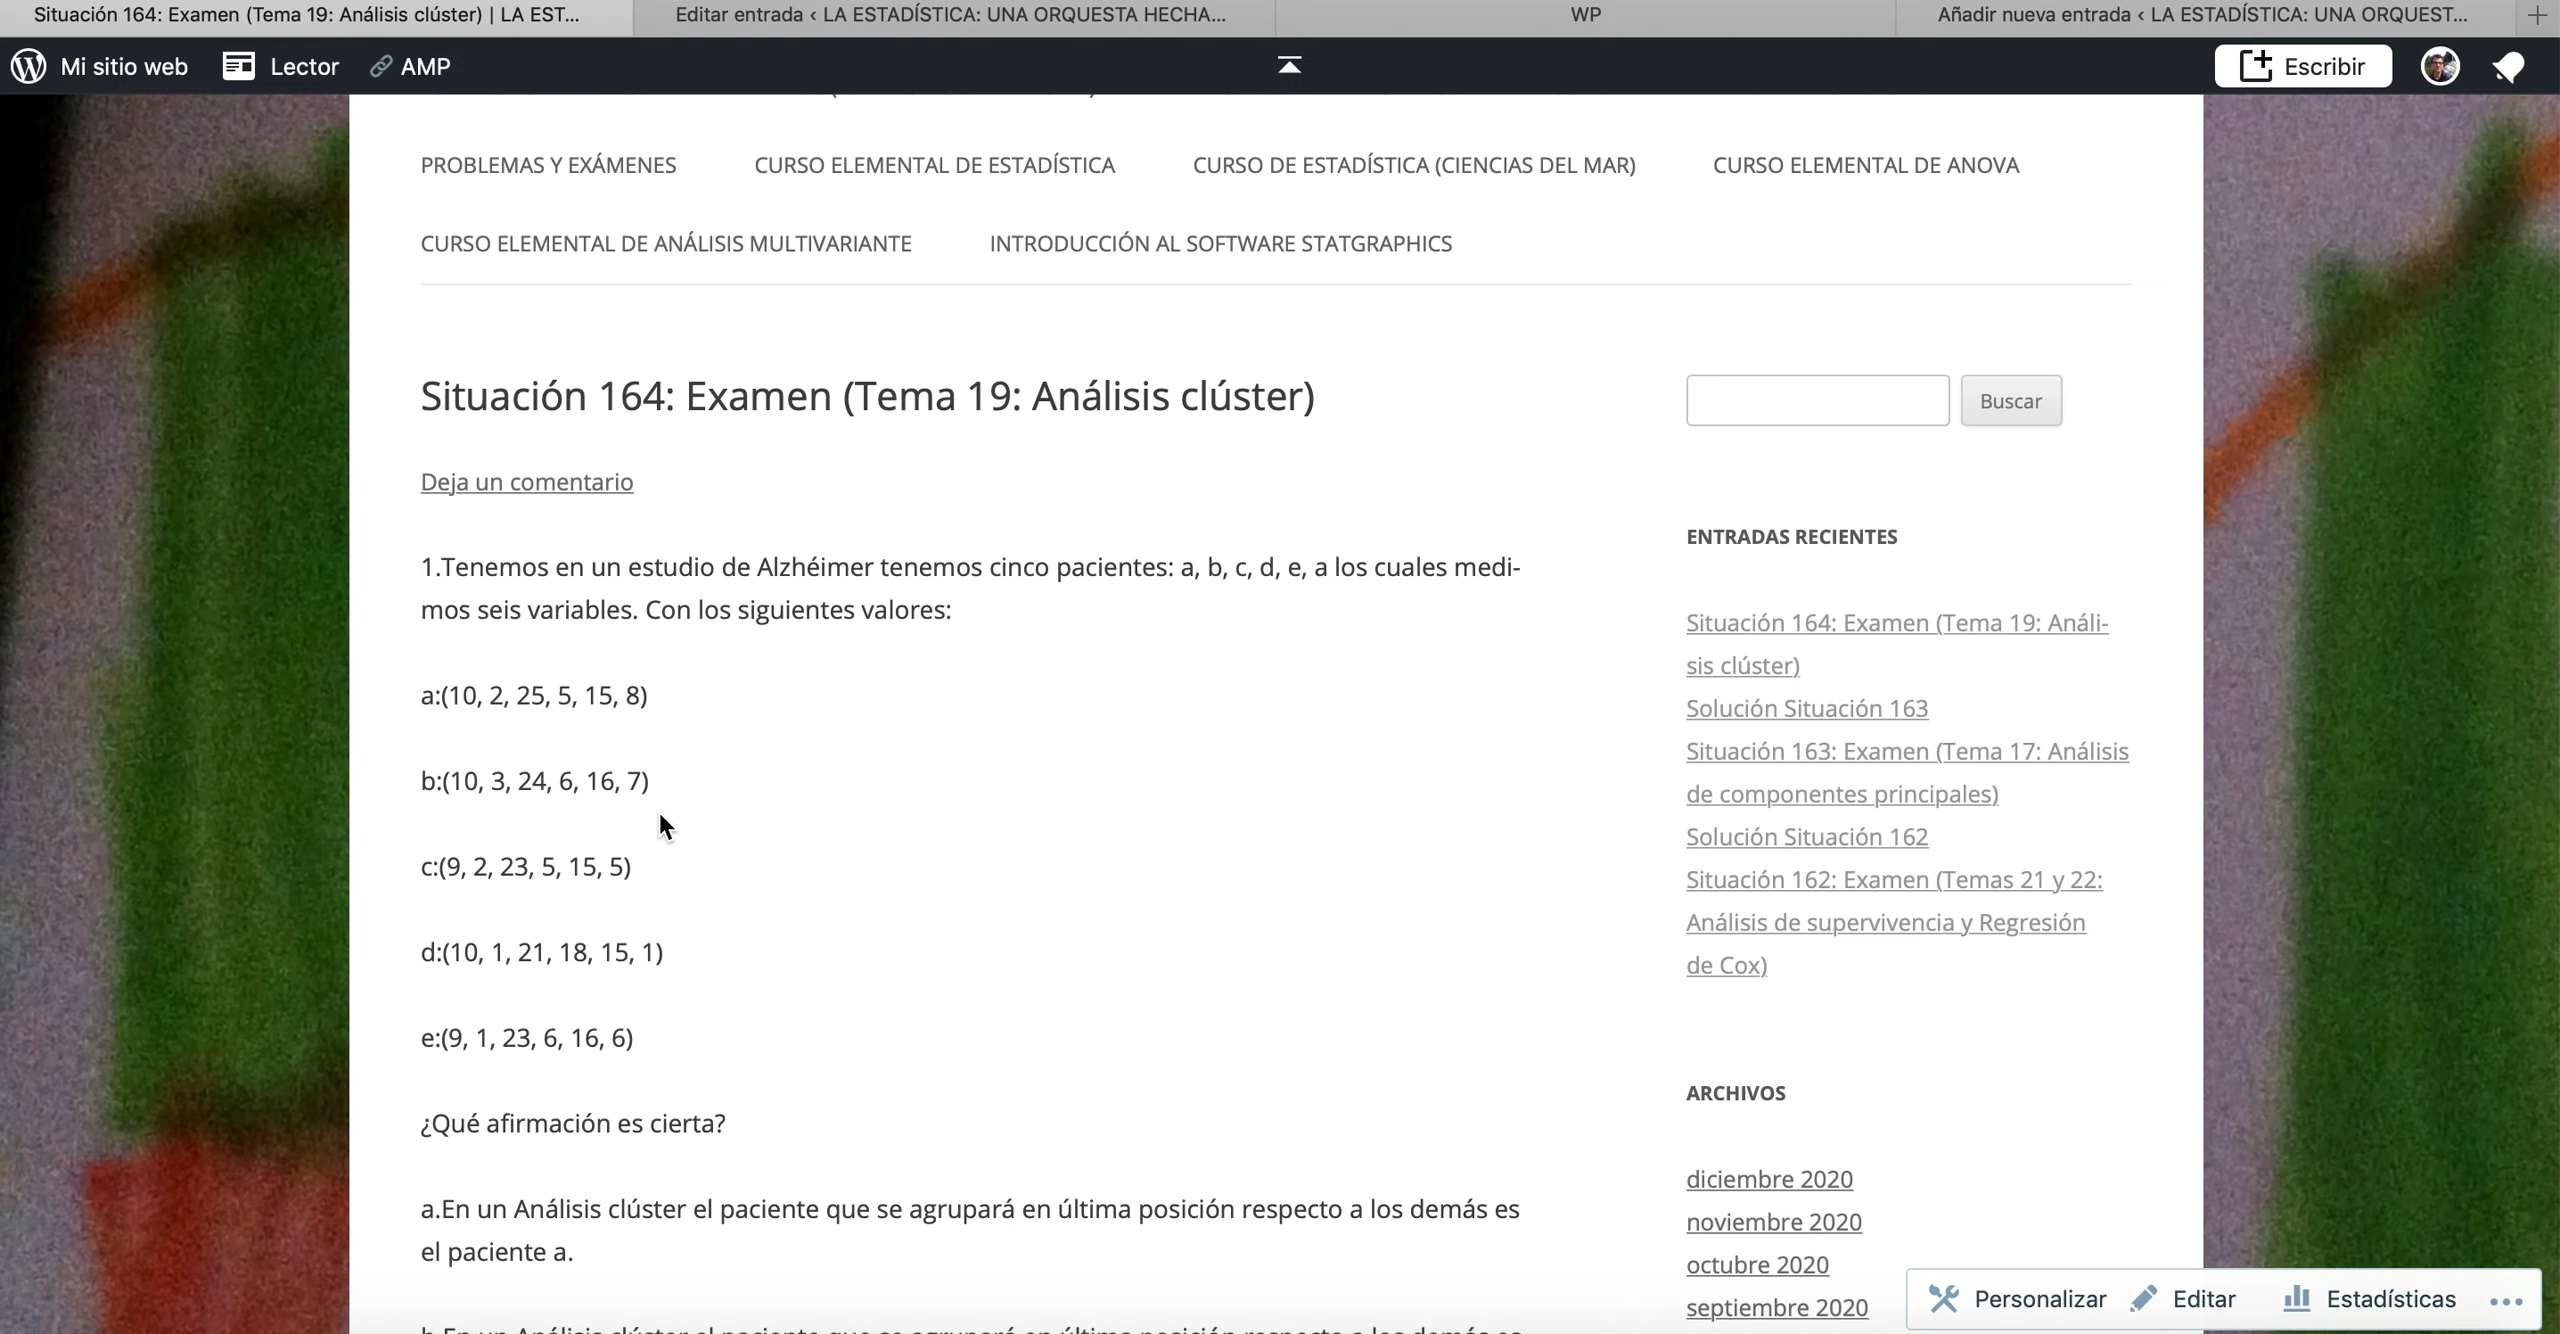 Situación 164: Examen (Tema 19: Análisis clúster) | LA EST...
Editar entrada ‹ LA ESTADÍSTICA: UNA ORQUESTA HECHA...
WP
Añadir nueva entrada ‹ LA ESTADÍSTICA: UNA ORQUEST...
Mi sitio web
Lector
AMP
Escribir
PROBLEMAS Y EXÁMENES
CURSO ELEMENTAL DE ESTADÍSTICA
CURSO DE ESTADÍSTICA (CIENCIAS DEL MAR)
CURSO ELEMENTAL DE ANOVA
CURSO ELEMENTAL DE ANÁLISIS MULTIVARIANTE
INTRODUCCIÓN AL SOFTWARE STATGRAPHICS
Situación 164: Examen (Tema 19: Análisis clúster)
Deja un comentario
1.Tenemos en un estudio de Alzhéimer tenemos cinco pacientes: a, b, c, d, e, a los cuales medi-
mos seis variables. Con los siguientes valores:
a:(10, 2, 25, 5, 15, 8)
b:(10, 3, 24, 6, 16, 7)
c:(9, 2, 23, 5, 15, 5)
d:(10, 1, 21, 18, 15, 1)
e:(9, 1, 23, 6, 16, 6)
¿Qué afirmación es cierta?
a.En un Análisis clúster el paciente que se agrupará en última posición respecto a los demás es
el paciente a.
Buscar
ENTRADAS RECIENTES
Situación 164: Examen (Tema 19: Análi-
sis clúster)
Solución Situación 163
Situación 163: Examen (Tema 17: Análisis
de componentes principales)
Solución Situación 162
Situación 162: Examen (Temas 21 y 22:
Análisis de supervivencia y Regresión
de Cox)
ARCHIVOS
diciembre 2020
noviembre 2020
octubre 2020
septiembre 2020
Personalizar
Editar
Estadísticas